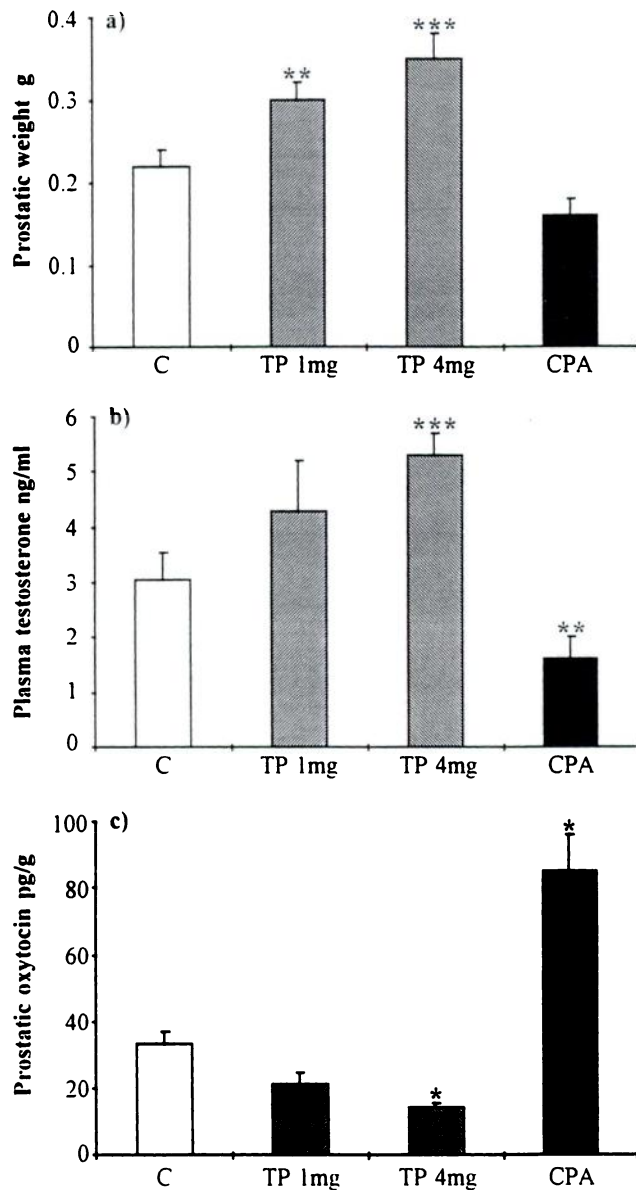 a)
Prostatic weight g
0.4
0.3
0.2
0.1
0
**
***
C TP 1mg TP 4mg CPA
b)
Plasma testosterone ng/ml
6
5
4
3
2
1
0
***
**
C TP 1mg TP 4mg CPA
c)
Prostatic oxytocin pg/g
100
80
60
40
20
0
*
*
C TP 1mg TP 4mg CPA